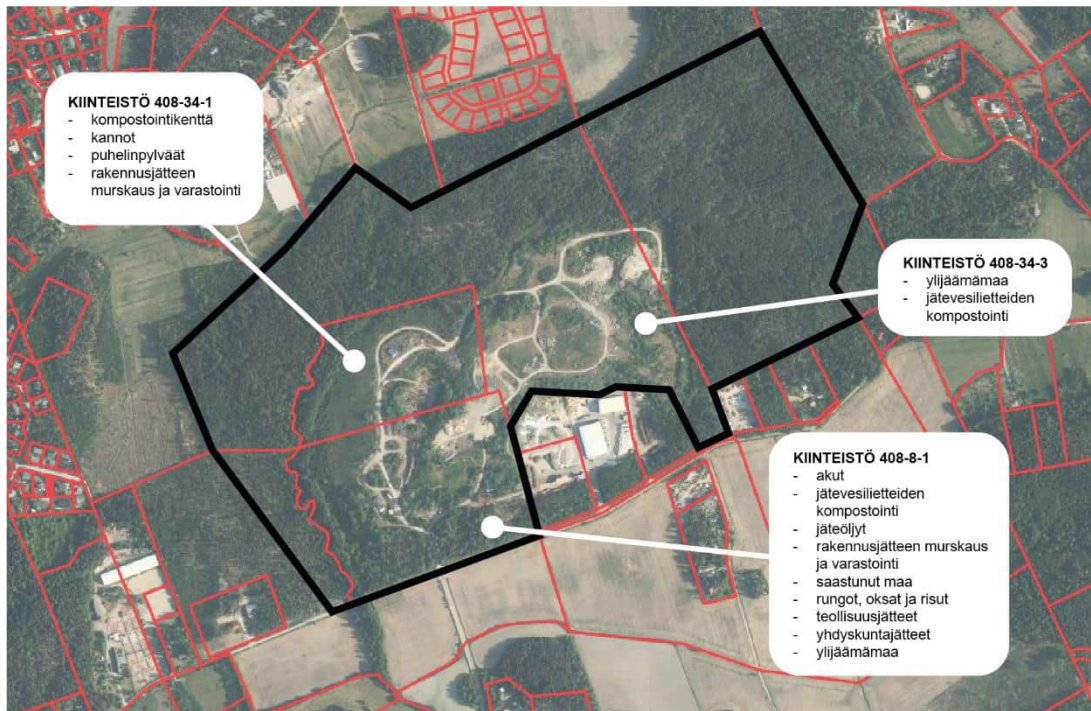 KIINTEISTÖ 408-34-1
- kompostointikenttä
- kannot
- puhelinpylväät
- rakennusjätteen
murskaus ja varastointi
KIINTEISTÖ 408-34-3
- ylijäämämaa
- jätevesilietteiden
kompostointi
KIINTEISTÖ 408-8-1
- akut
- jätevesilietteiden
kompostointi
- jäteöljyt
- rakennusjätteen murskaus
ja varastointi
- saastunut maa
- rungot, oksat ja risut
- teollisuusjätteet
- yhdyskuntajätteet
- ylijäämämaa